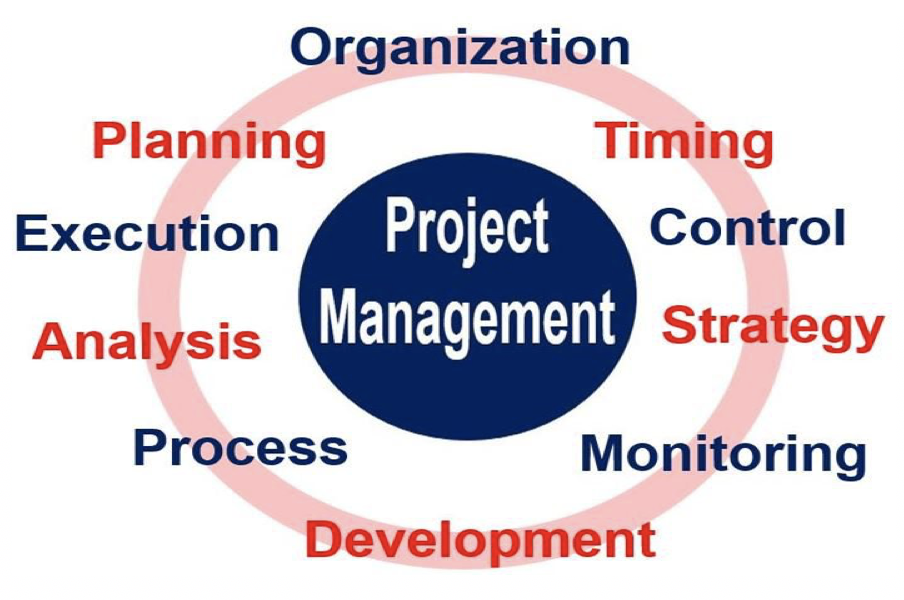 Organization
Planning
Timing
Execution
Control
Project
Management
Analysis
Strategy
Process
Monitoring
Development